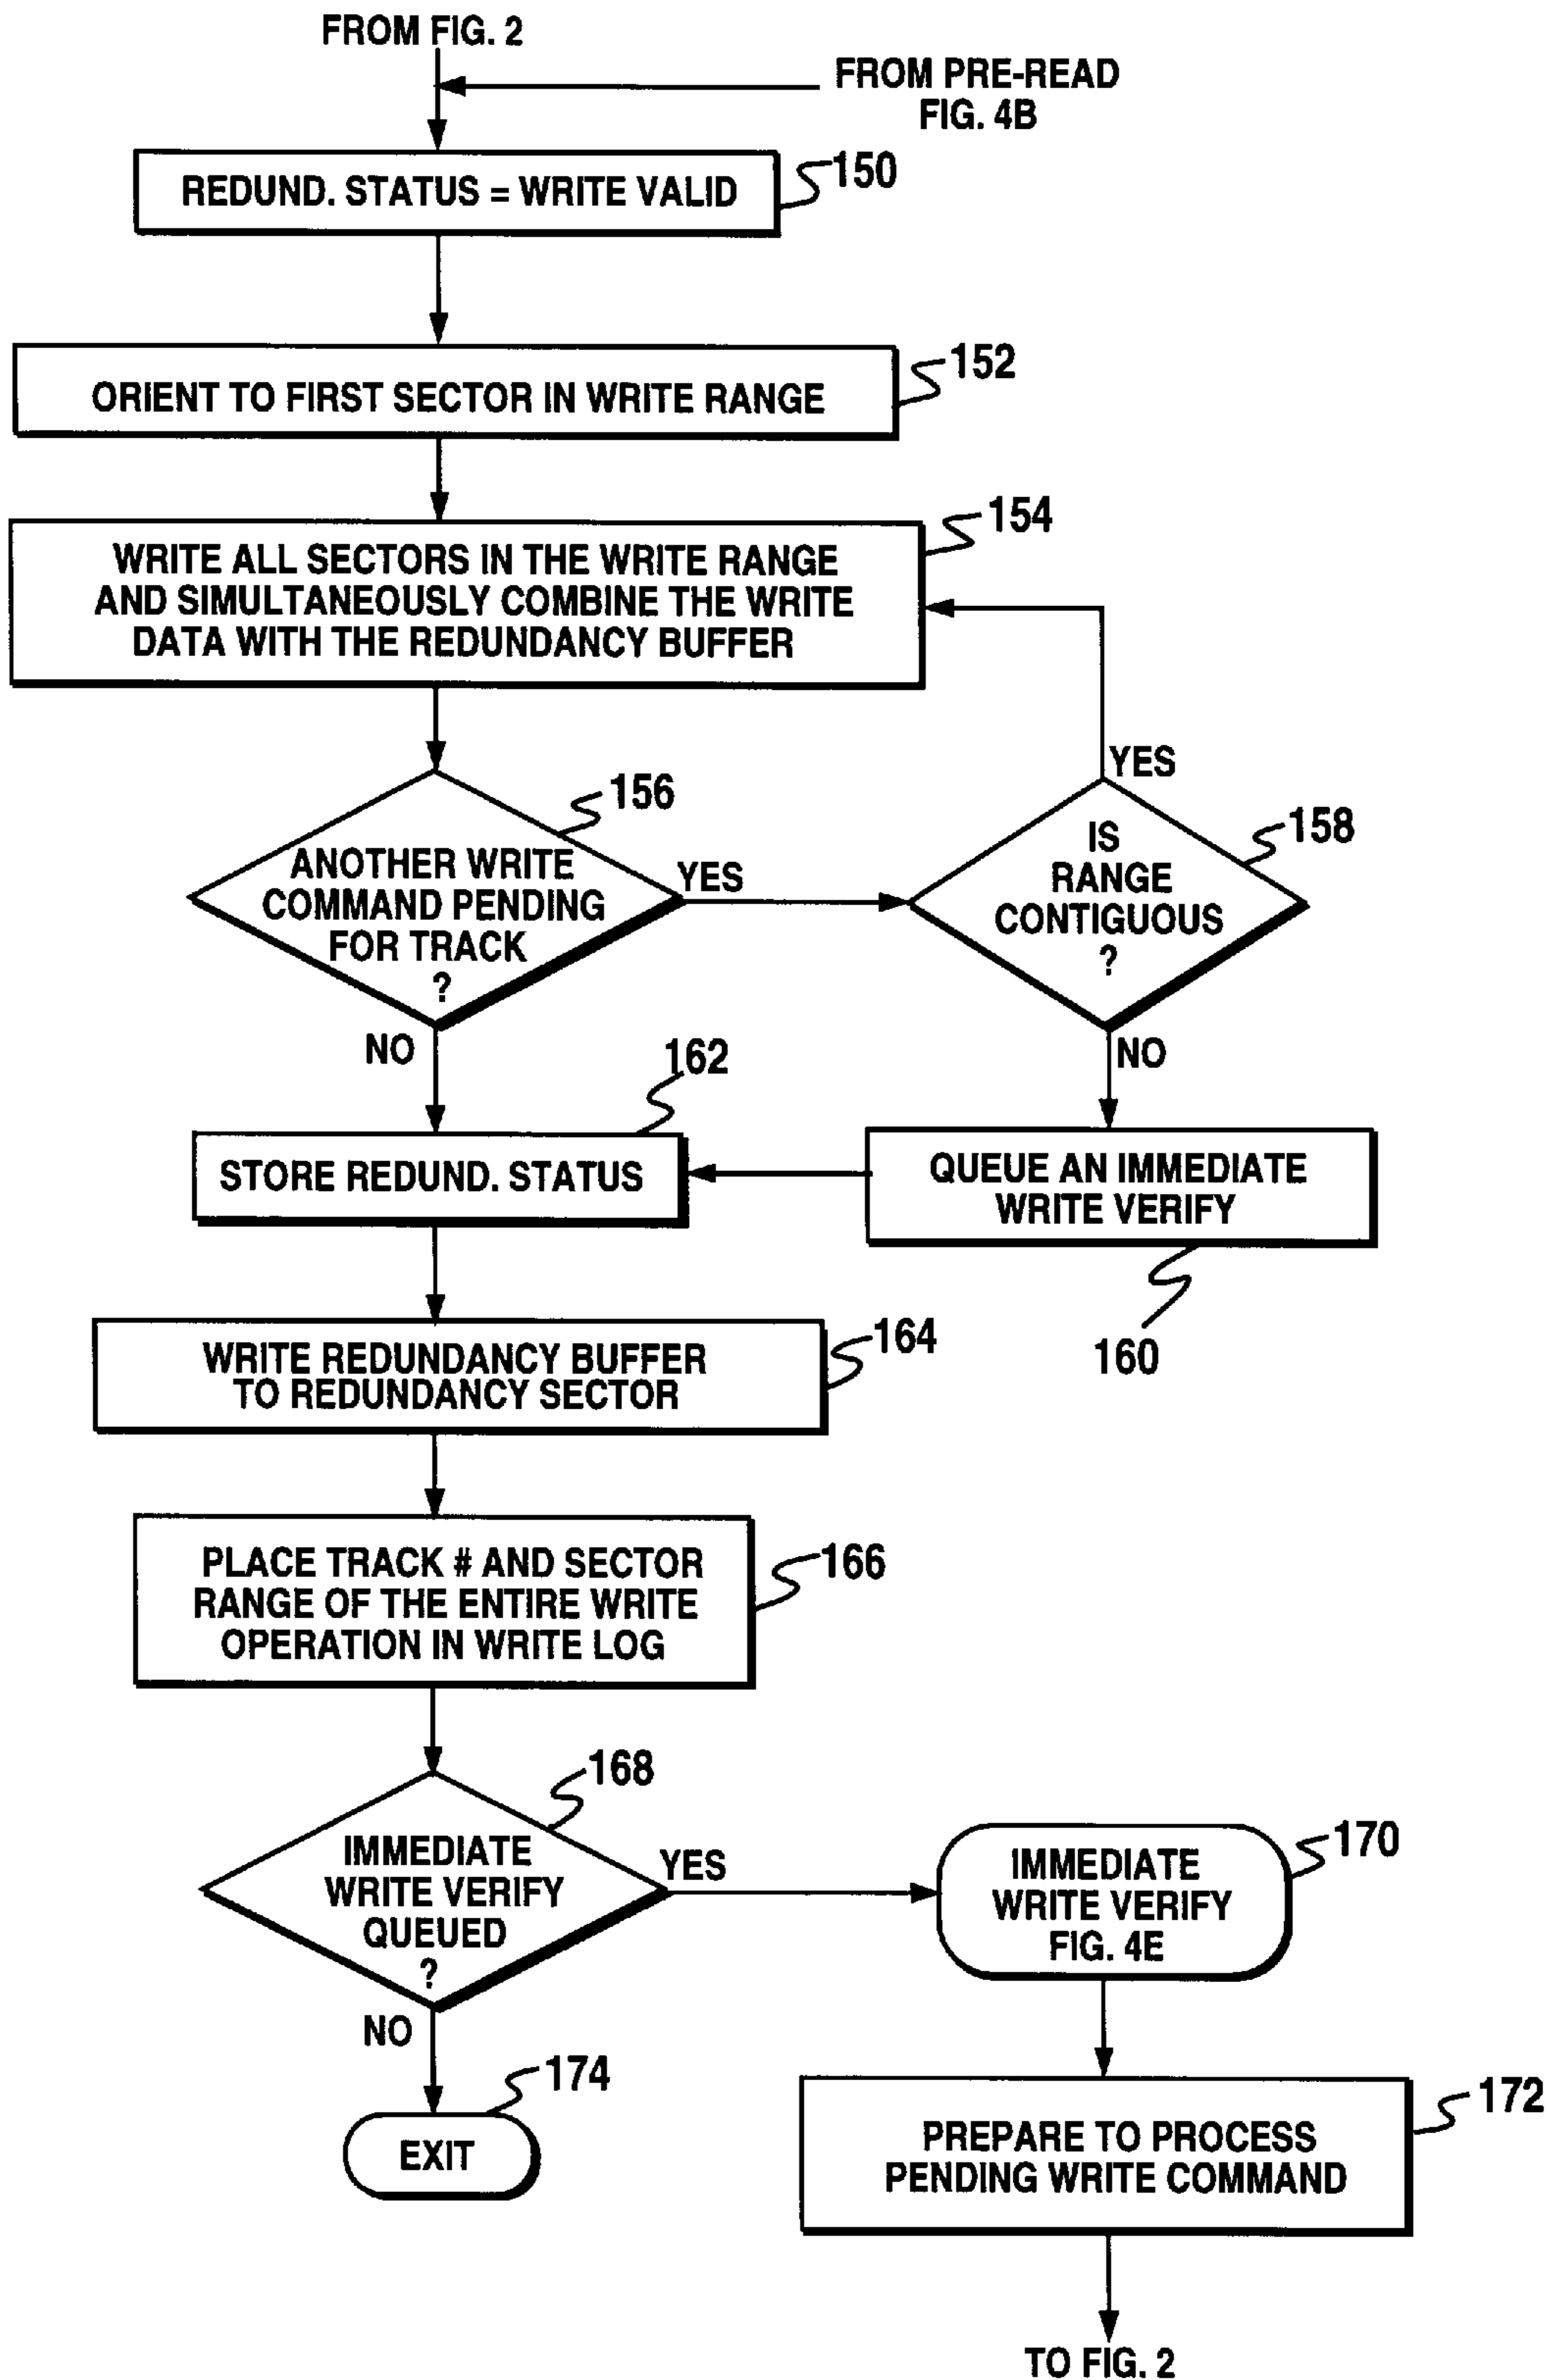 FROM FIG. 2
FROM PRE-READ
FIG. 4B
REDUND. STATUS = WRITE VALID
150
ORIENT TO FIRST SECTOR IN WRITE RANGE
152
WRITE ALL SECTORS IN THE WRITE RANGE
AND SIMULTANEOUSLY COMBINE THE WRITE
DATA WITH THE REDUNDANCY BUFFER
154
ANOTHER WRITE
COMMAND PENDING
FOR TRACK
?
156
YES
NO
IS
RANGE
CONTIGUOUS
?
158
YES
NO
QUEUE AN IMMEDIATE
WRITE VERIFY
160
STORE REDUND. STATUS
162
WRITE REDUNDANCY BUFFER
TO REDUNDANCY SECTOR
164
PLACE TRACK # AND SECTOR
RANGE OF THE ENTIRE WRITE
OPERATION IN WRITE LOG
166
IMMEDIATE
WRITE VERIFY
QUEUED
?
168
YES
NO
IMMEDIATE
WRITE VERIFY
FIG. 4E
170
EXIT
174
PREPARE TO PROCESS
PENDING WRITE COMMAND
172
TO FIG. 2